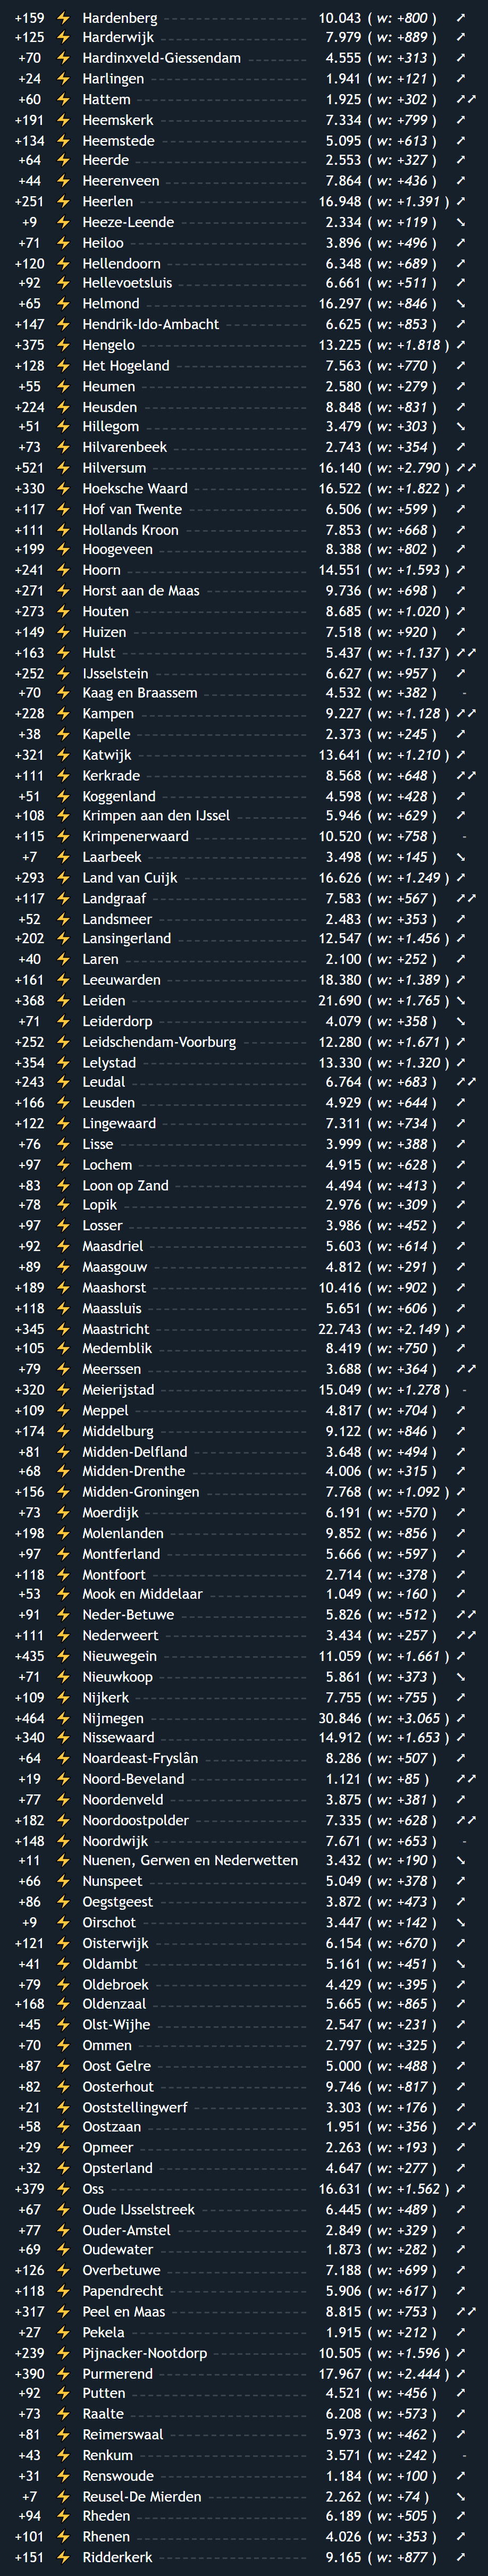 +159 ⚡ Hardenberg 10.043 ( w: +800 ) ➚
+125 ⚡ Harderwijk 7.979 ( w: +889 ) ➚
+70 ⚡ Hardinxveld-Giessendam 4.555 ( w: +313 ) ➚
+24 ⚡ Harlingen 1.941 ( w: +121 ) ➚
+60 ⚡ Hattem 1.925 ( w: +302 ) ➚➚
+191 ⚡ Heemskerk 7.334 ( w: +799 ) ➚
+134 ⚡ Heemstede 5.095 ( w: +613 ) ➚
+64 ⚡ Heerde 2.553 ( w: +327 ) ➚
+44 ⚡ Heerenveen 7.864 ( w: +436 ) ➚
+251 ⚡ Heerlen 16.948 ( w: +1.391 ) ➚
+9 ⚡ Heeze-Leende 2.334 ( w: +119 ) ➘
+71 ⚡ Heiloo 3.896 ( w: +496 ) ➚
+120 ⚡ Hellendoorn 6.348 ( w: +689 ) ➚
+92 ⚡ Hellevoetsluis 6.661 ( w: +511 ) ➚
+65 ⚡ Helmond 16.297 ( w: +846 ) ➘
+147 ⚡ Hendrik-Ido-Ambacht 6.625 ( w: +853 ) ➚
+375 ⚡ Hengelo 13.225 ( w: +1.818 ) ➚
+128 ⚡ Het Hogeland 7.563 ( w: +770 ) ➚
+55 ⚡ Heumen 2.580 ( w: +279 ) ➚
+224 ⚡ Heusden 8.848 ( w: +831 ) ➚
+51 ⚡ Hillegom 3.479 ( w: +303 ) ➘
+73 ⚡ Hilvarenbeek 2.743 ( w: +354 ) ➚
+521 ⚡ Hilversum 16.140 ( w: +2.790 ) ➚➚
+330 ⚡ Hoeksche Waard 16.522 ( w: +1.822 ) ➚
+117 ⚡ Hof van Twente 6.506 ( w: +599 ) ➚
+111 ⚡ Hollands Kroon 7.853 ( w: +668 ) ➚
+199 ⚡ Hoogeveen 8.388 ( w: +802 ) ➚
+241 ⚡ Hoorn 14.551 ( w: +1.593 ) ➚
+271 ⚡ Horst aan de Maas 9.736 ( w: +698 ) ➚
+273 ⚡ Houten 8.685 ( w: +1.020 ) ➚
+149 ⚡ Huizen 7.518 ( w: +920 ) ➚
+163 ⚡ Hulst 5.437 ( w: +1.137 ) ➚➚
+252 ⚡ IJsselstein 6.627 ( w: +957 ) ➚
+70 ⚡ Kaag en Braassem 4.532 ( w: +382 ) -
+228 ⚡ Kampen 9.227 ( w: +1.128 ) ➚➚
+38 ⚡ Kapelle 2.373 ( w: +245 ) ➚
+321 ⚡ Katwijk 13.641 ( w: +1.210 ) ➚
+111 ⚡ Kerkrade 8.568 ( w: +648 ) ➚➚
+51 ⚡ Koggenland 4.598 ( w: +428 ) ➚
+108 ⚡ Krimpen aan den IJssel 5.946 ( w: +629 ) ➚
+115 ⚡ Krimpenerwaard 10.520 ( w: +758 ) -
+7 ⚡ Laarbeek 3.498 ( w: +145 ) ➘
+293 ⚡ Land van Cuijk 16.626 ( w: +1.249 ) ➚
+117 ⚡ Landgraaf 7.583 ( w: +567 ) ➚➚
+52 ⚡ Landsmeer 2.483 ( w: +353 ) ➚
+202 ⚡ Lansingerland 12.547 ( w: +1.456 ) ➚
+40 ⚡ Laren 2.100 ( w: +252 ) ➚
+161 ⚡ Leeuwarden 18.380 ( w: +1.389 ) ➚
+368 ⚡ Leiden 21.690 ( w: +1.765 ) ➘
+71 ⚡ Leiderdorp 4.079 ( w: +358 ) ➘
+252 ⚡ Leidschendam-Voorburg 12.280 ( w: +1.671 ) ➚
+354 ⚡ Lelystad 13.330 ( w: +1.320 ) ➚
+243 ⚡ Leudal 6.764 ( w: +683 ) ➚➚
+166 ⚡ Leusden 4.929 ( w: +644 ) ➚
+122 ⚡ Lingewaard 7.311 ( w: +734 ) ➚
+76 ⚡ Lisse 3.999 ( w: +388 ) ➚
+97 ⚡ Lochem 4.915 ( w: +628 ) ➚
+83 ⚡ Loon op Zand 4.494 ( w: +413 ) ➚
+78 ⚡ Lopik 2.976 ( w: +309 ) ➚
+97 ⚡ Losser 3.986 ( w: +452 ) ➚
+92 ⚡ Maasdriel 5.603 ( w: +614 ) ➚
+89 ⚡ Maasgouw 4.812 ( w: +291 ) ➚
+189 ⚡ Maashorst 10.416 ( w: +902 ) ➚
+118 ⚡ Maassluis 5.651 ( w: +606 ) ➚
+345 ⚡ Maastricht 22.743 ( w: +2.149 ) ➚
+105 ⚡ Medemblik 8.419 ( w: +750 ) ➚
+79 ⚡ Meerssen 3.688 ( w: +364 ) ➚➚
+320 ⚡ Meierijstad 15.049 ( w: +1.278 ) -
+109 ⚡ Meppel 4.817 ( w: +704 ) ➚
+174 ⚡ Middelburg 9.122 ( w: +846 ) ➚
+81 ⚡ Midden-Delfland 3.648 ( w: +494 ) ➚
+68 ⚡ Midden-Drenthe 4.006 ( w: +315 ) ➚
+156 ⚡ Midden-Groningen 7.768 ( w: +1.092 ) ➚
+73 ⚡ Moerdijk 6.191 ( w: +570 ) ➚
+198 ⚡ Molenlanden 9.852 ( w: +856 ) ➚
+97 ⚡ Montferland 5.666 ( w: +597 ) ➚
+118 ⚡ Montfoort 2.714 ( w: +378 ) ➚
+53 ⚡ Mook en Middelaar 1.049 ( w: +160 ) ➚
+91 ⚡ Neder-Betuwe 5.826 ( w: +512 ) ➚➚
+111 ⚡ Nederweert 3.434 ( w: +257 ) ➚➚
+435 ⚡ Nieuwegein 11.059 ( w: +1.661 ) ➚
+71 ⚡ Nieuwkoop 5.861 ( w: +373 ) ➘
+109 ⚡ Nijkerk 7.755 ( w: +755 ) ➚
+464 ⚡ Nijmegen 30.846 ( w: +3.065 ) ➚
+340 ⚡ Nissewaard 14.912 ( w: +1.653 ) ➚
+64 ⚡ Noardeast-Fryslân 8.286 ( w: +507 ) ➚
+19 ⚡ Noord-Beveland 1.121 ( w: +85 ) ➚➚
+77 ⚡ Noordenveld 3.875 ( w: +381 ) ➚
+182 ⚡ Noordoostpolder 7.335 ( w: +628 ) ➚➚
+148 ⚡ Noordwijk 7.671 ( w: +653 ) -
+11 ⚡ Nuenen, Gerwen en Nederwetten 3.432 ( w: +190 ) ➘
+66 ⚡ Nunspeet 5.049 ( w: +378 ) ➚
+86 ⚡ Oegstgeest 3.872 ( w: +473 ) ➚
+9 ⚡ Oirschot 3.447 ( w: +142 ) ➘
+121 ⚡ Oisterwijk 6.154 ( w: +670 ) ➚
+41 ⚡ Oldambt 5.161 ( w: +451 ) ➘
+79 ⚡ Oldebroek 4.429 ( w: +395 ) ➚
+168 ⚡ Oldenzaal 5.665 ( w: +865 ) ➚
+45 ⚡ Olst-Wijhe 2.547 ( w: +231 ) ➚
+70 ⚡ Ommen 2.797 ( w: +325 ) ➚
+87 ⚡ Oost Gelre 5.000 ( w: +488 ) ➚
+82 ⚡ Oosterhout 9.746 ( w: +817 ) ➚
+21 ⚡ Ooststellingwerf 3.303 ( w: +176 ) ➚
+58 ⚡ Oostzaan 1.951 ( w: +356 ) ➚➚
+29 ⚡ Opmeer 2.263 ( w: +193 ) ➚
+32 ⚡ Opsterland 4.647 ( w: +277 ) ➚
+379 ⚡ Oss 16.631 ( w: +1.562 ) ➚
+67 ⚡ Oude IJsselstreek 6.445 ( w: +489 ) ➚
+77 ⚡ Ouder-Amstel 2.849 ( w: +329 ) ➚
+69 ⚡ Oudewater 1.873 ( w: +282 ) ➚
+126 ⚡ Overbetuwe 7.188 ( w: +699 ) ➚
+118 ⚡ Papendrecht 5.906 ( w: +617 ) ➚
+317 ⚡ Peel en Maas 8.815 ( w: +753 ) ➚➚
+27 ⚡ Pekela 1.915 ( w: +212 ) ➚
+239 ⚡ Pijnacker-Nootdorp 10.505 ( w: +1.596 ) ➚
+390 ⚡ Purmerend 17.967 ( w: +2.444 ) ➚
+92 ⚡ Putten 4.521 ( w: +456 ) ➚
+73 ⚡ Raalte 6.208 ( w: +573 ) ➚
+81 ⚡ Reimerswaal 5.973 ( w: +462 ) ➚
+43 ⚡ Renkum 3.571 ( w: +242 ) -
+31 ⚡ Renswoude 1.184 ( w: +100 ) ➚
+7 ⚡ Reusel-De Mierden 2.262 ( w: +74 ) ➘
+94 ⚡ Rheden 6.189 ( w: +505 ) ➚
+101 ⚡ Rhenen 4.026 ( w: +353 ) ➚
+151 ⚡ Ridderkerk 9.165 ( w: +877 ) ➚